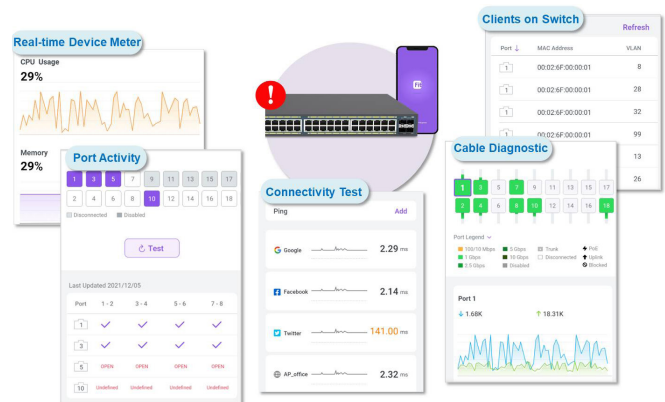 Real-time Device Meter
CPU Usage
29%
Memory
29%
Port Activity
1 3 5 7 9 11 13 15 17
2 4 6 8 10 12 14 16 18
Disconnected Disabled
Test
Last Updated 2021/12/05
Port 1 - 2 3 - 4 5 - 6 7 - 8
1
3
5 OPEN OPEN OPEN OPEN
10 Undefined Undefined Undefined Undefined
!
Fit
Connectivity Test
Ping Add
Google 2.29 ms
Facebook 2.14 ms
Twitter 141.00 ms
AP_office 2.32 ms
Clients on Switch
Refresh
Port ↓ MAC Address VLAN
1 00:02:6F:00:00:01 8
1 00:02:6F:00:00:01 28
1 00:02:6F:00:00:01 32
1 00:02:6F:00:00:01 99
13
26
Cable Diagnostic
1 3 5 7 9 11 13 15 17
2 4 6 8 10 12 14 16 18
Port Legend
100/10 Mbps 5 Gbps Trunk PoE
1 Gbps 10 Gbps Disconnected Uplink
2.5 Gbps Disabled Blocked
Port 1
↓ 1.68K ↑ 18.31K